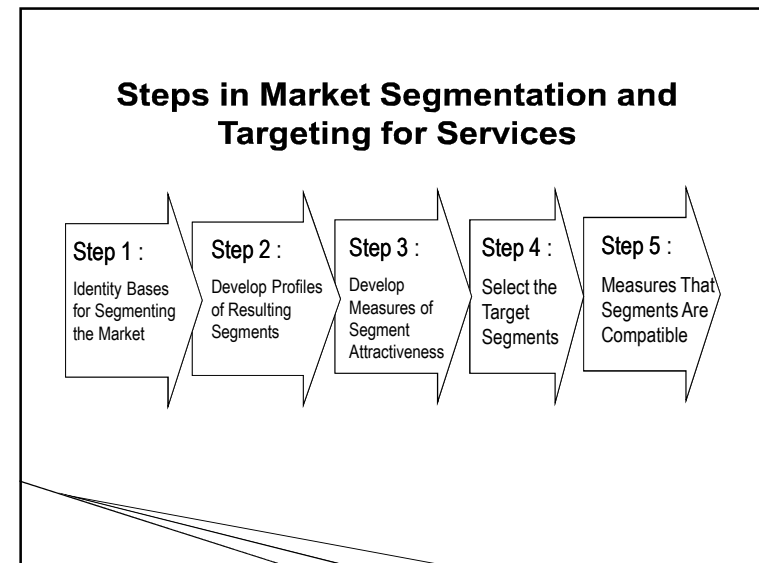 Steps in Market Segmentation and
Targeting for Services
Step 1 :
Identity Bases
for Segmenting
the Market
Step 2 :
Develop Profiles
of Resulting
Segments
Step 3 :
Develop
Measures of
Segment
Attractiveness
Step 4 :
Select the
Target
Segments
Step 5 :
Measures That
Segments Are
Compatible